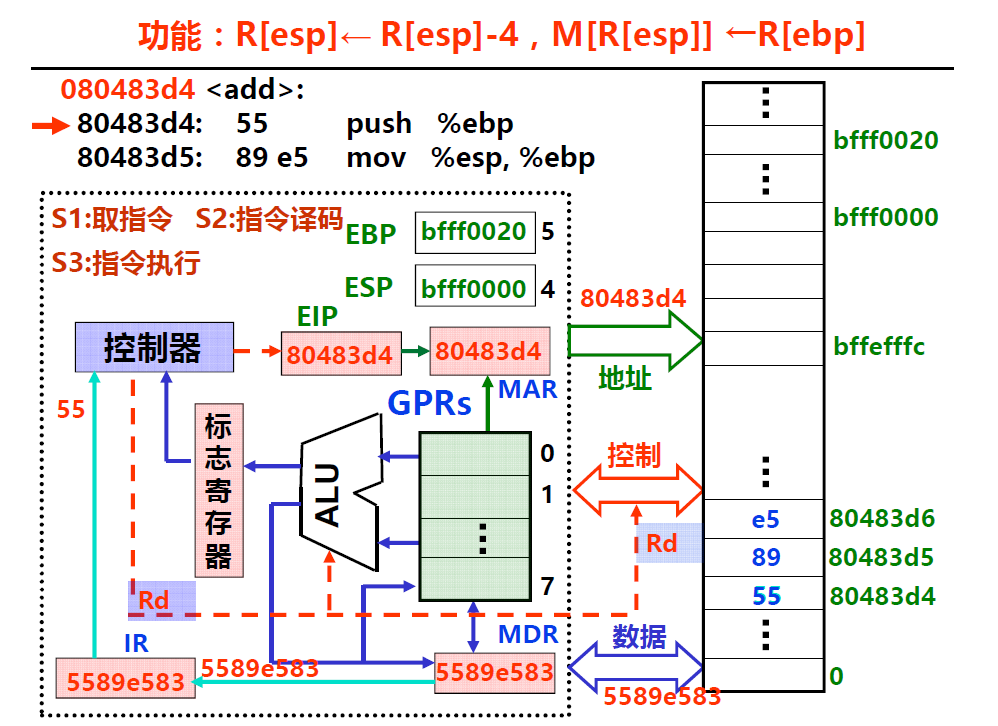 功能：R[esp]← R[esp]-4，M[R[esp]] ←R[ebp]
080483d4 <add>:
80483d4: 55 push %ebp
80483d5: 89 e5 mov %esp, %ebp
S1:取指令 S2:指令译码
S3:指令执行
EBP bfff0020 5
ESP bfff0000 4
EIP
控制器
80483d4
80483d4
MAR
80483d4
地址
55
标志寄存器
ALU
GPRs
0
1
⋮
7
控制
Rd
Rd
IR
5589e583
5589e583
MDR
5589e583
数据
5589e583
⋮
bfff0020
⋮
bfff0000
bffefffc
⋮
e5 80483d6
89 80483d5
55 80483d4
⋮
0